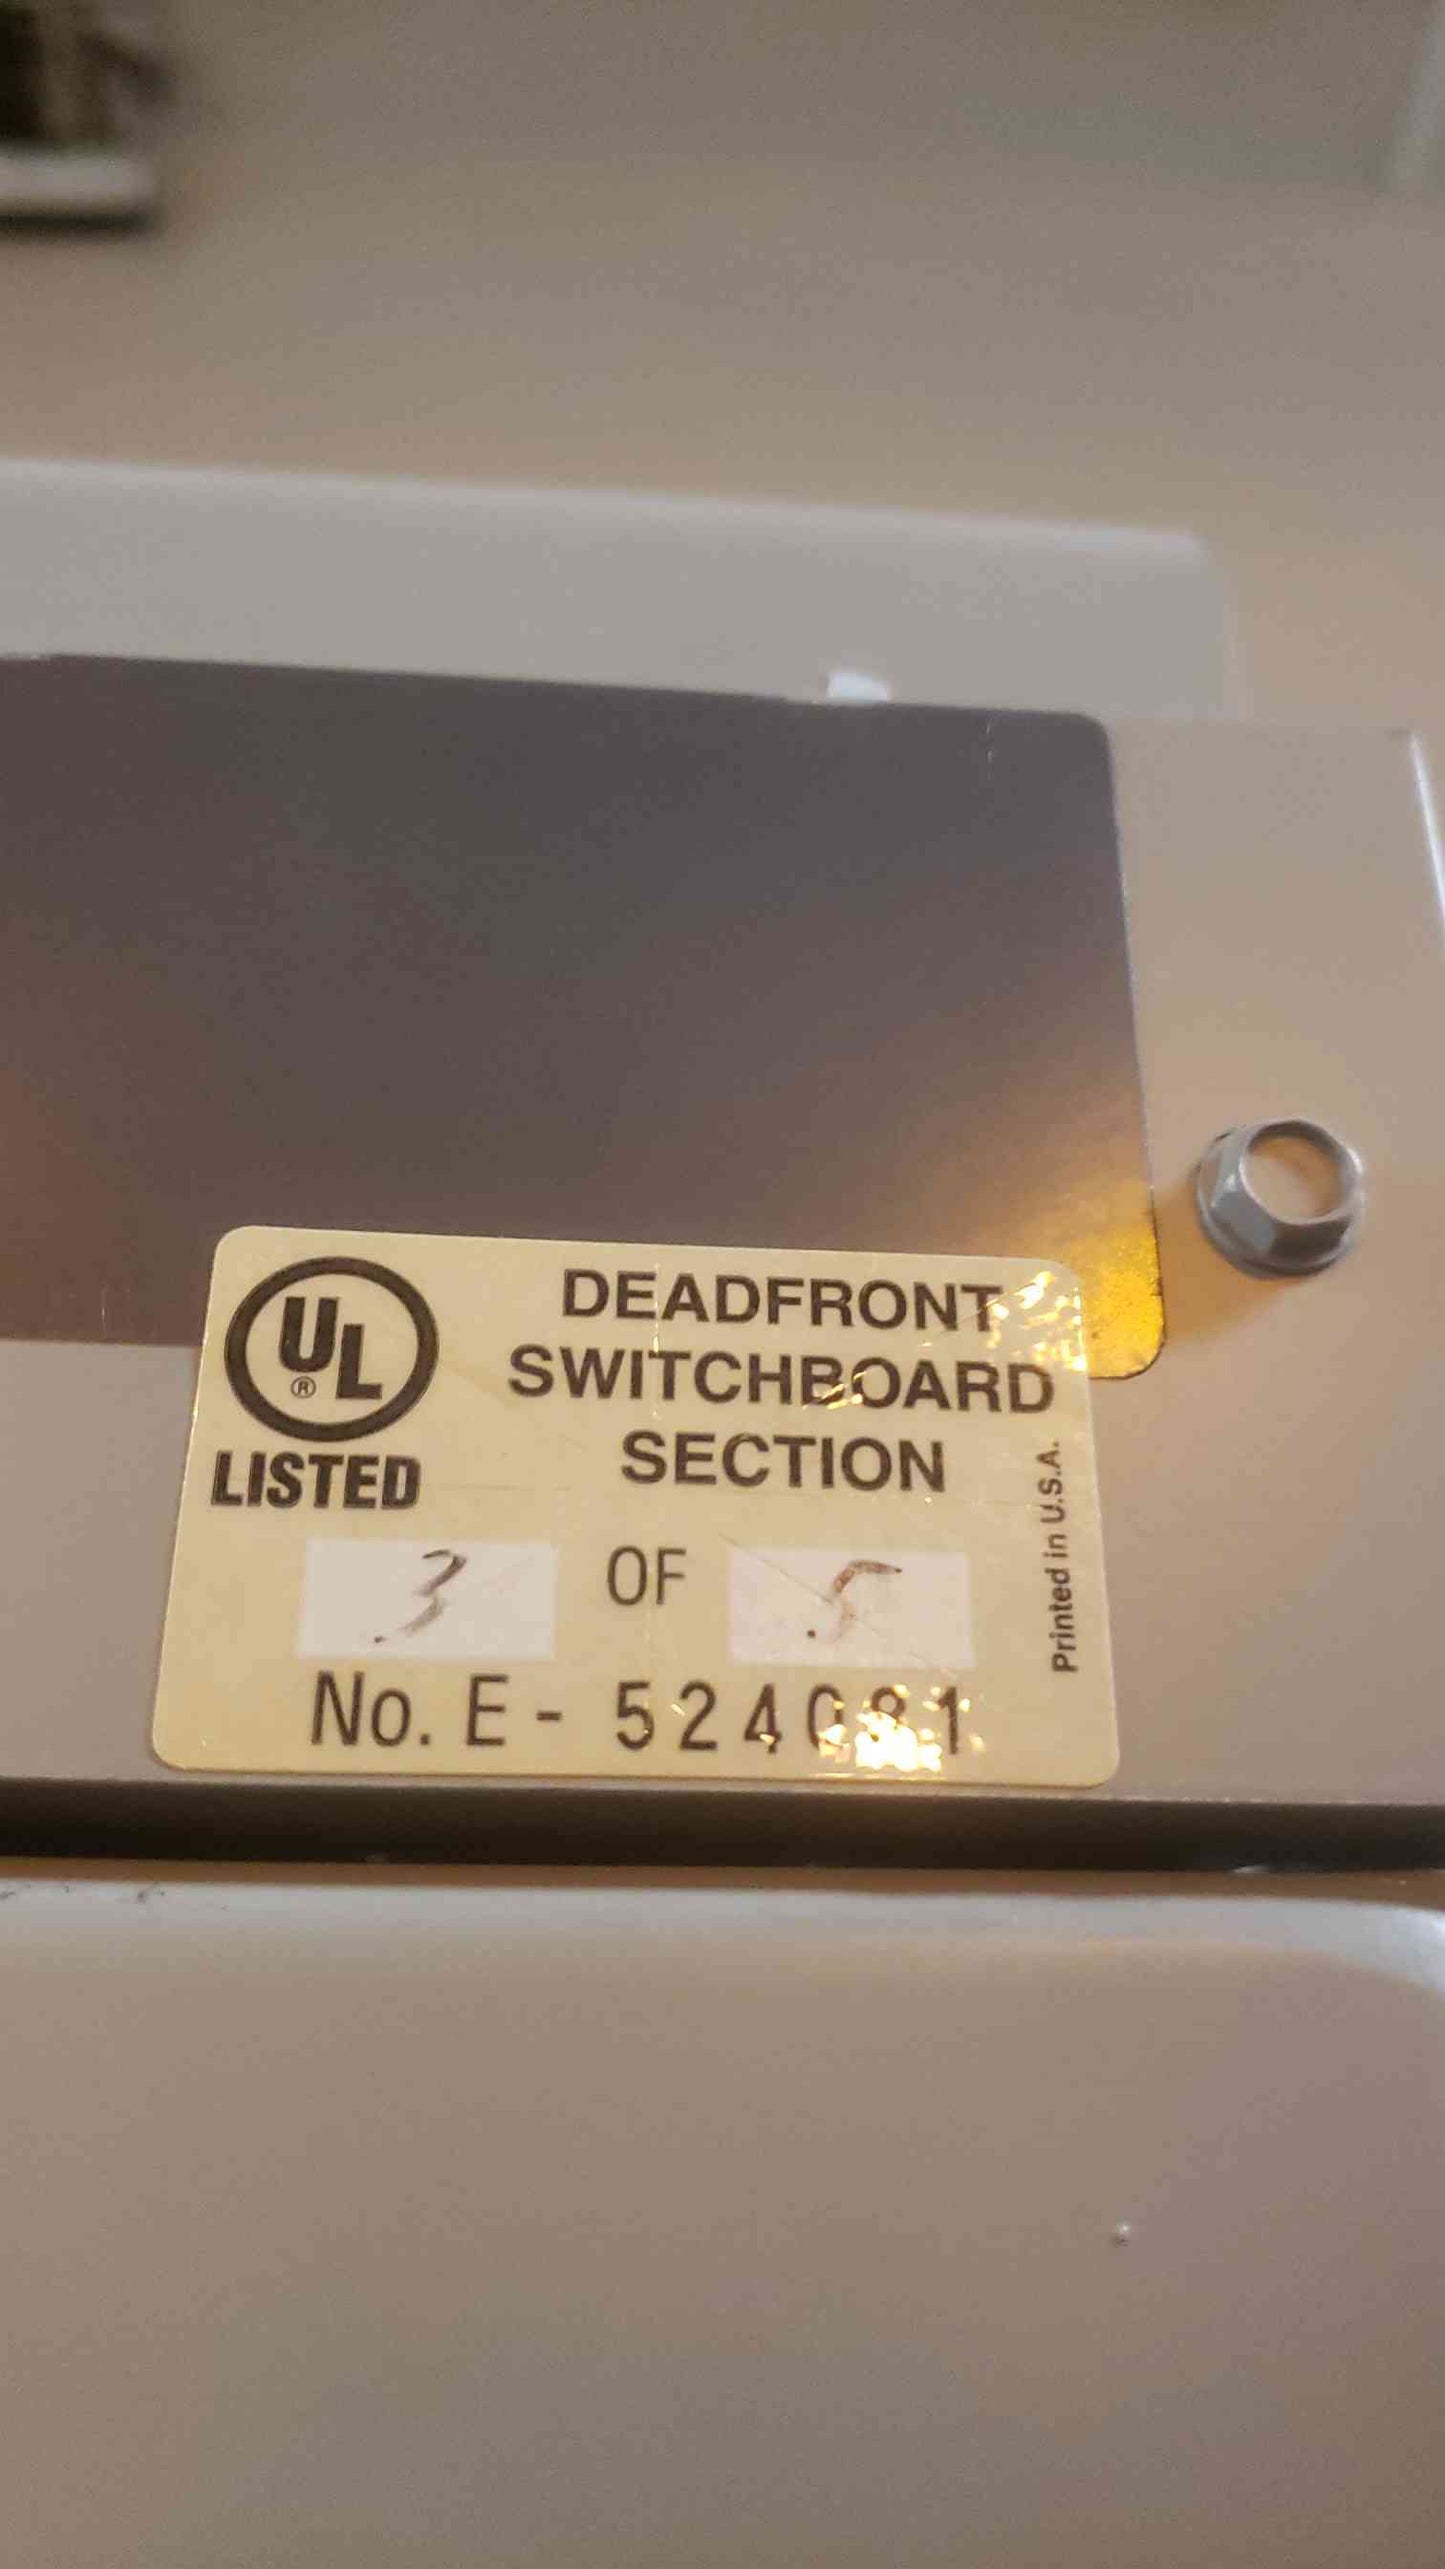 UL
®
LISTED
DEADFRONT
SWITCHBOARD
SECTION
3 OF 5
No. E - 524081
Printed in U.S.A.